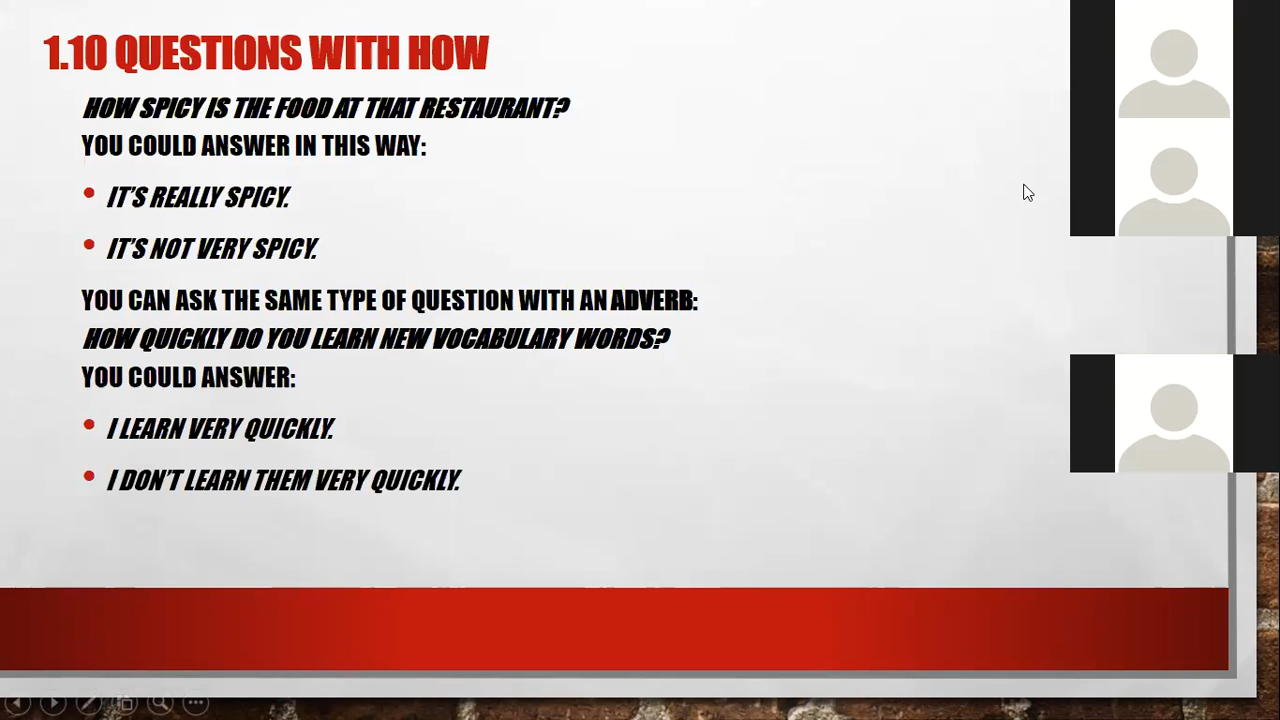 1.10 QUESTIONS WITH HOW
HOW SPICY IS THE FOOD AT THAT RESTAURANT?
YOU COULD ANSWER IN THIS WAY:
• IT'S REALLY SPICY.
• IT'S NOT VERY SPICY.
YOU CAN ASK THE SAME TYPE OF QUESTION WITH AN ADVERB:
HOW QUICKLY DO YOU LEARN NEW VOCABULARY WORDS?
YOU COULD ANSWER:
• I LEARN VERY QUICKLY.
• I DON'T LEARN THEM VERY QUICKLY.